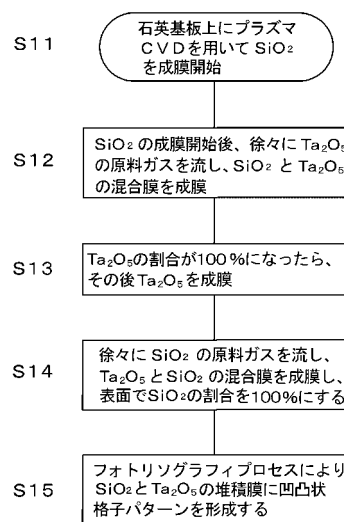 S11
石英基板上にプラズマ
CVDを用いてSiO₂
を成膜開始
S12
SiO₂の成膜開始後、徐々にTa₂O₅
の原料ガスを流し、SiO₂とTa₂O₅
の混合膜を成膜
S13
Ta₂O₅の割合が100%になったら、
その後Ta₂O₅を成膜
S14
徐々にSiO₂の原料ガスを流し、
Ta₂O₅とSiO₂の混合膜を成膜し、
表面でSiO₂の割合を100%にする
S15
フォトリソグラフィプロセスにより
SiO₂とTa₂O₅の堆積膜に凹凸状
格子パターンを形成する